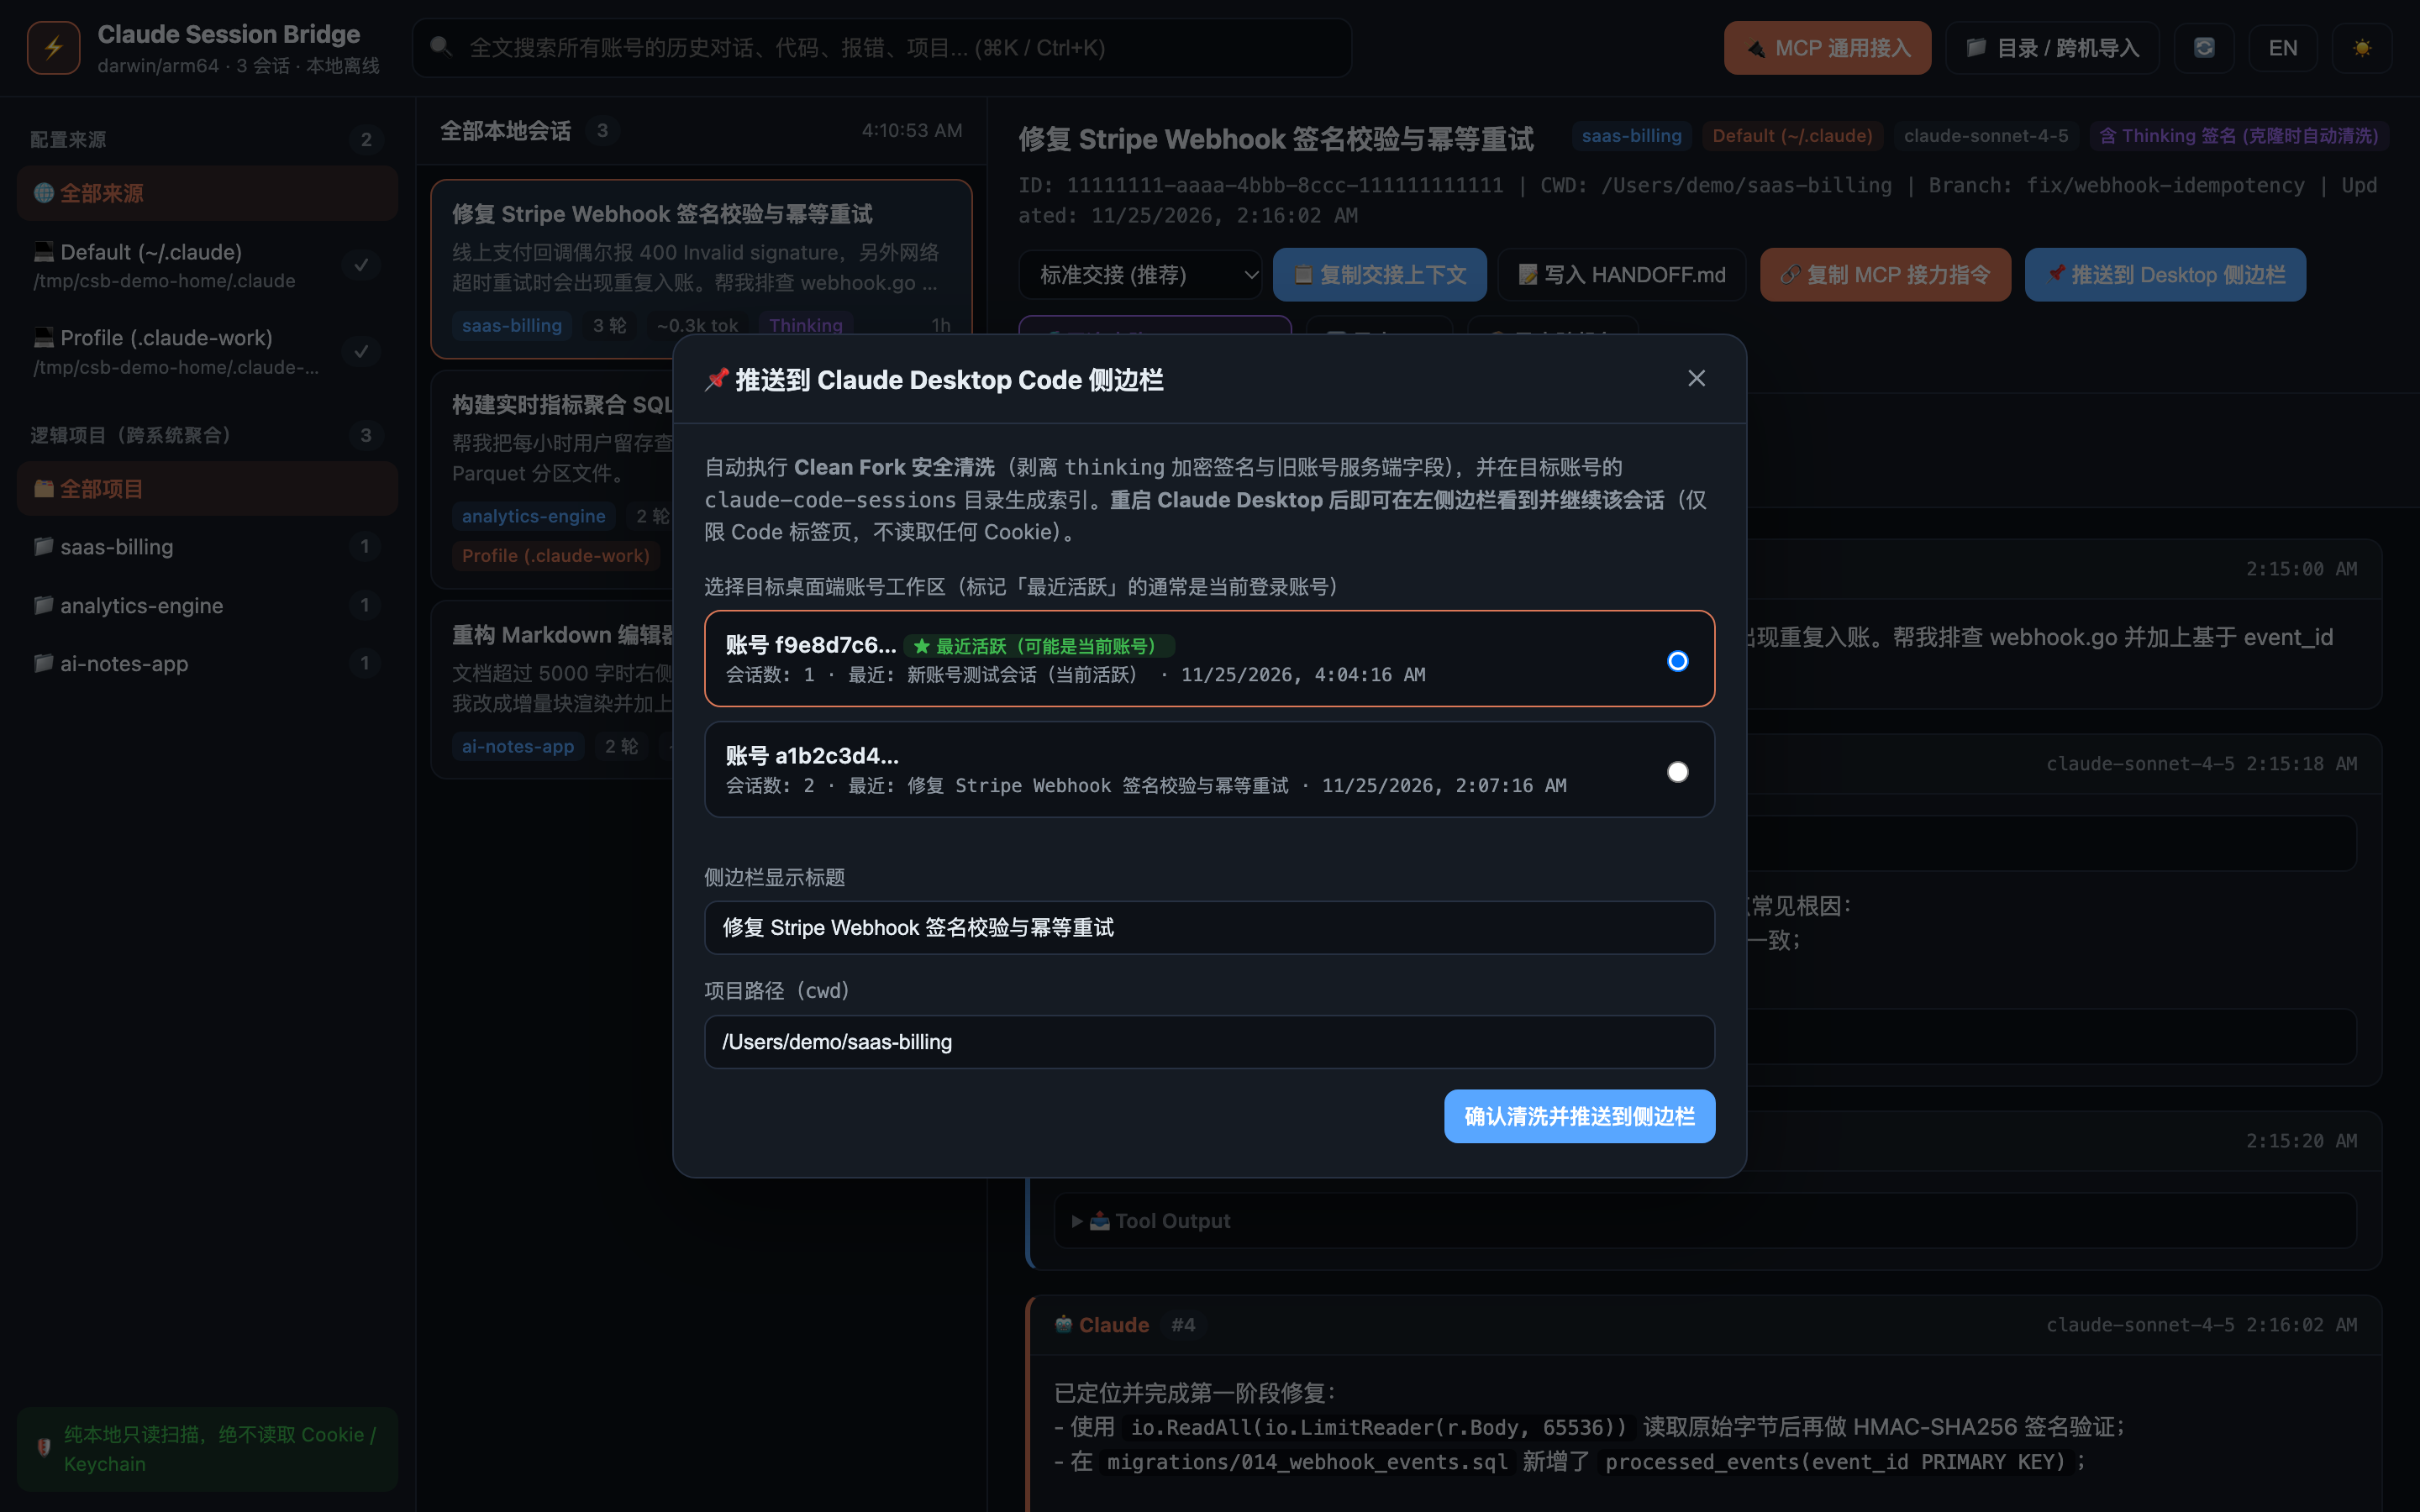 Claude Session Bridge
darwin/arm64 · 3 会话 · 本地离线
全文搜索所有账号的历史对话、代码、报错、项目... (⌘K / Ctrl+K)
MCP 通用接入
目录 / 跨机导入
EN
配置来源
2
全部来源
Default (~/.claude)
/tmp/csb-demo-home/.claude
Profile (.claude-work)
/tmp/csb-demo-home/.claude-...
逻辑项目（跨系统聚合）
3
全部项目
saas-billing
1
analytics-engine
1
ai-notes-app
1
纯本地只读扫描，绝不读取 Cookie /
Keychain
全部本地会话 3
4:10:53 AM
修复 Stripe Webhook 签名校验与幂等重试
线上支付回调偶尔报 400 Invalid signature，另外网络
超时重试时会出现重复入账。帮我排查 webhook.go ...
saas-billing 3 轮 ~0.3k tok Thinking 1h
构建实时指标聚合 SQL
帮我把每小时用户留存查
Parquet 分区文件。
analytics-engine 2 轮
Profile (.claude-work)
重构 Markdown 编辑器
文档超过 5000 字时右侧
我改成增量块渲染并加上
ai-notes-app 2 轮
修复 Stripe Webhook 签名校验与幂等重试
saas-billing
Default (~/.claude)
claude-sonnet-4-5
含 Thinking 签名 (克隆时自动清洗)
ID: 11111111-aaaa-4bbb-8ccc-111111111111 | CWD: /Users/demo/saas-billing | Branch: fix/webhook-idempotency | Upd
ated: 11/25/2026, 2:16:02 AM
标准交接 (推荐)
复制交接上下文
写入 HANDOFF.md
复制 MCP 接力指令
推送到 Desktop 侧边栏
推送到 Claude Desktop Code 侧边栏
自动执行 Clean Fork 安全清洗（剥离 thinking 加密签名与旧账号服务端字段），并在目标账号的
claude-code-sessions 目录生成索引。重启 Claude Desktop 后即可在左侧边栏看到并继续该会话（仅
限 Code 标签页，不读取任何 Cookie）。
选择目标桌面端账号工作区（标记「最近活跃」的通常是当前登录账号）
账号 f9e8d7c6... ★ 最近活跃（可能是当前账号）
会话数: 1 · 最近: 新账号测试会话（当前活跃） · 11/25/2026, 4:04:16 AM
账号 a1b2c3d4...
会话数: 2 · 最近: 修复 Stripe Webhook 签名校验与幂等重试 · 11/25/2026, 2:07:16 AM
侧边栏显示标题
修复 Stripe Webhook 签名校验与幂等重试
项目路径（cwd）
/Users/demo/saas-billing
确认清洗并推送到侧边栏
2:15:00 AM
出现重复入账。帮我排查 webhook.go 并加上基于 event_id
claude-sonnet-4-5 2:15:18 AM
常见根因：
一致；
2:15:20 AM
Tool Output
Claude #4
claude-sonnet-4-5 2:16:02 AM
已定位并完成第一阶段修复：
- 使用 io.ReadAll(io.LimitReader(r.Body, 65536)) 读取原始字节后再做 HMAC-SHA256 签名验证；
- 在 migrations/014_webhook_events.sql 新增了 processed_events(event_id PRIMARY KEY)；